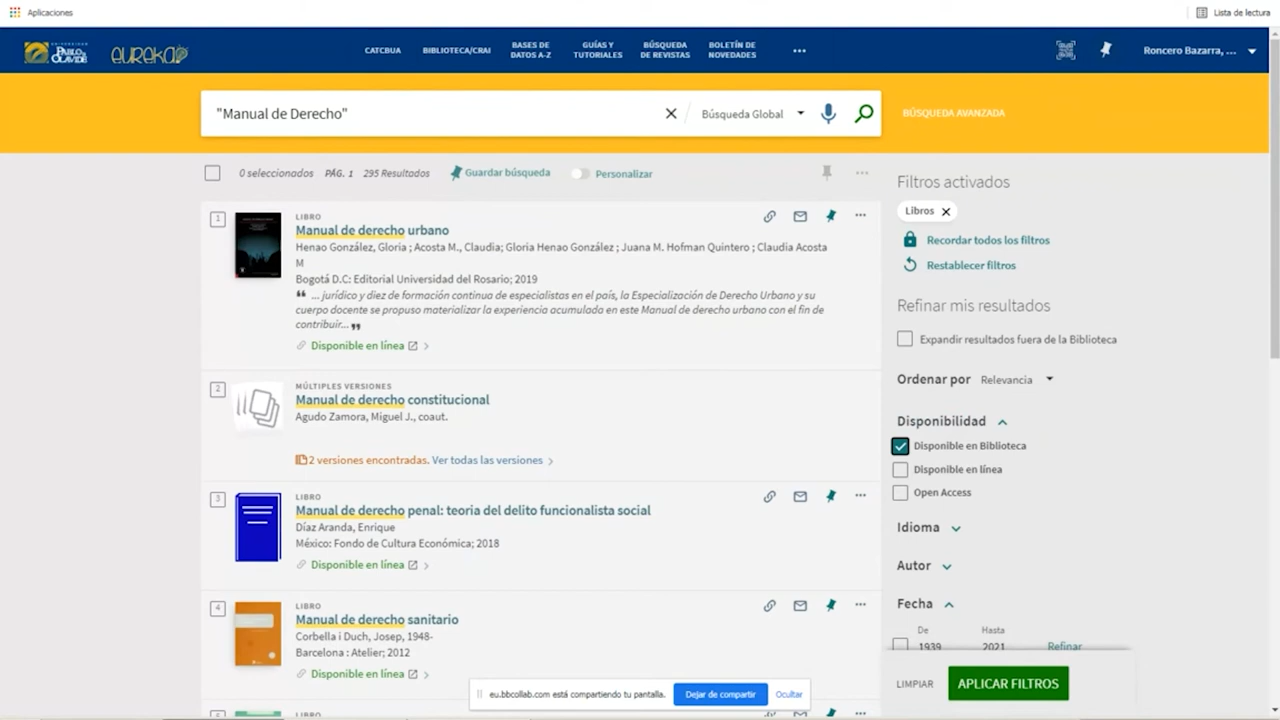 Aplicaciones
Lista de lectura
UNIVERSIDAD
PABLO DE
OLAVIDE
eureka
CATCBUA
BIBLIOTECA/CRAI
BASES DE
DATOS A-Z
GUÍAS Y
TUTORIALES
BÚSQUEDA
DE REVISTAS
BOLETÍN DE
NOVEDADES
Roncero Bazarra, ...
"Manual de Derecho"
Búsqueda Global
BÚSQUEDA AVANZADA
0 seleccionados PÁG. 1 295 Resultados
Guardar búsqueda
Personalizar
1
LIBRO
Manual de derecho urbano
Henao González, Gloria ; Acosta M., Claudia; Gloria Henao González ; Juana M. Hofman Quintero ; Claudia Acosta
M
Bogotá D.C: Editorial Universidad del Rosario; 2019
❝ ... jurídico y diez de formación continua de especialistas en el país, la Especialización de Derecho Urbano y su
cuerpo docente se propuso materializar la experiencia acumulada en este Manual de derecho urbano con el fin de
contribuir... ❞
Disponible en línea
2
MÚLTIPLES VERSIONES
Manual de derecho constitucional
Agudo Zamora, Miguel J., coaut.
2 versiones encontradas. Ver todas las versiones
3
LIBRO
Manual de derecho penal: teoria del delito funcionalista social
Díaz Aranda, Enrique
México: Fondo de Cultura Económica; 2018
Disponible en línea
4
LIBRO
Manual de derecho sanitario
Corbella i Duch, Josep, 1948-
Barcelona : Atelier; 2012
Disponible en línea
LIBRO
Filtros activados
Libros
Recordar todos los filtros
Restablecer filtros
Refinar mis resultados
Expandir resultados fuera de la Biblioteca
Ordenar por Relevancia
Disponibilidad
Disponible en Biblioteca
Disponible en línea
Open Access
Idioma
Autor
Fecha
De Hasta
1939 2021 Refinar
LIMPIAR
APLICAR FILTROS
eu.bbcollab.com está compartiendo tu pantalla.
Dejar de compartir
Ocultar